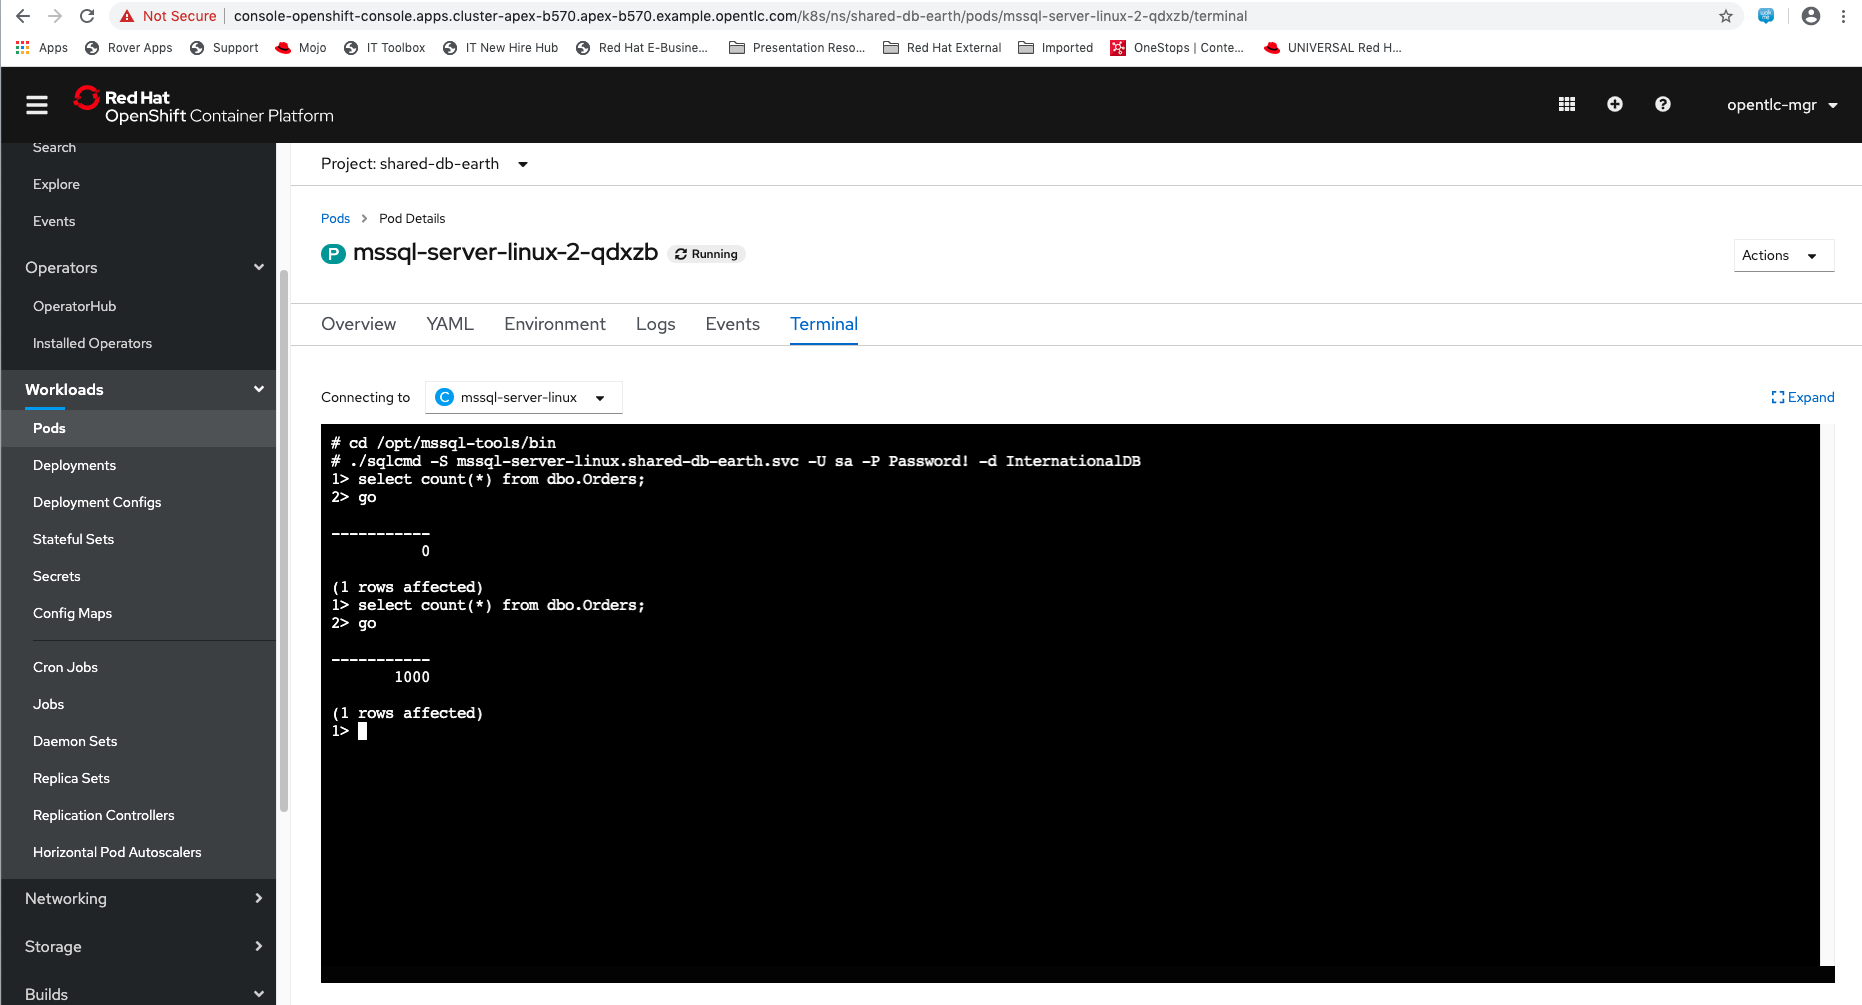 Not Secure console-openshift-console.apps.cluster-apex-b570.apex-b570.example.opentlc.com/k8s/ns/shared-db-earth/pods/mssql-server-linux-2-qdxzb/terminal
Apps Rover Apps Support Mojo IT Toolbox IT New Hire Hub Red Hat E-Busine... Presentation Reso... Red Hat External Imported OneStops | Conte... UNIVERSAL Red H...
Red Hat
OpenShift Container Platform
opentlc-mgr
Search
Explore
Events
Operators
OperatorHub
Installed Operators
Workloads
Pods
Deployments
Deployment Configs
Stateful Sets
Secrets
Config Maps
Cron Jobs
Jobs
Daemon Sets
Replica Sets
Replication Controllers
Horizontal Pod Autoscalers
Networking
Storage
Builds
Project: shared-db-earth
Pods > Pod Details
P mssql-server-linux-2-qdxzb Running
Actions
Overview YAML Environment Logs Events Terminal
Connecting to C mssql-server-linux
Expand
# cd /opt/mssql-tools/bin
# ./sqlcmd -S mssql-server-linux.shared-db-earth.svc -U sa -P Password! -d InternationalDB
1> select count(*) from dbo.Orders;
2> go
-----------
0
(1 rows affected)
1> select count(*) from dbo.Orders;
2> go
-----------
1000
(1 rows affected)
1>